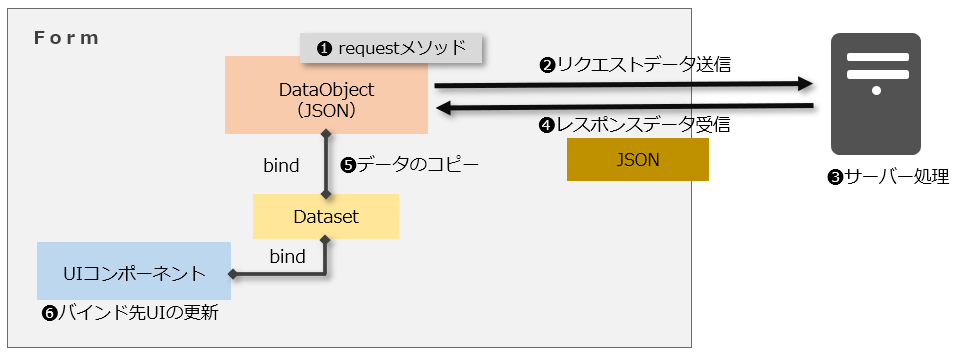 Form
❶ requestメソッド
DataObject
（JSON）
❷リクエストデータ送信
❹レスポンスデータ受信
JSON
❸サーバー処理
bind
❺データのコピー
Dataset
bind
UIコンポーネント
❻バインド先UIの更新